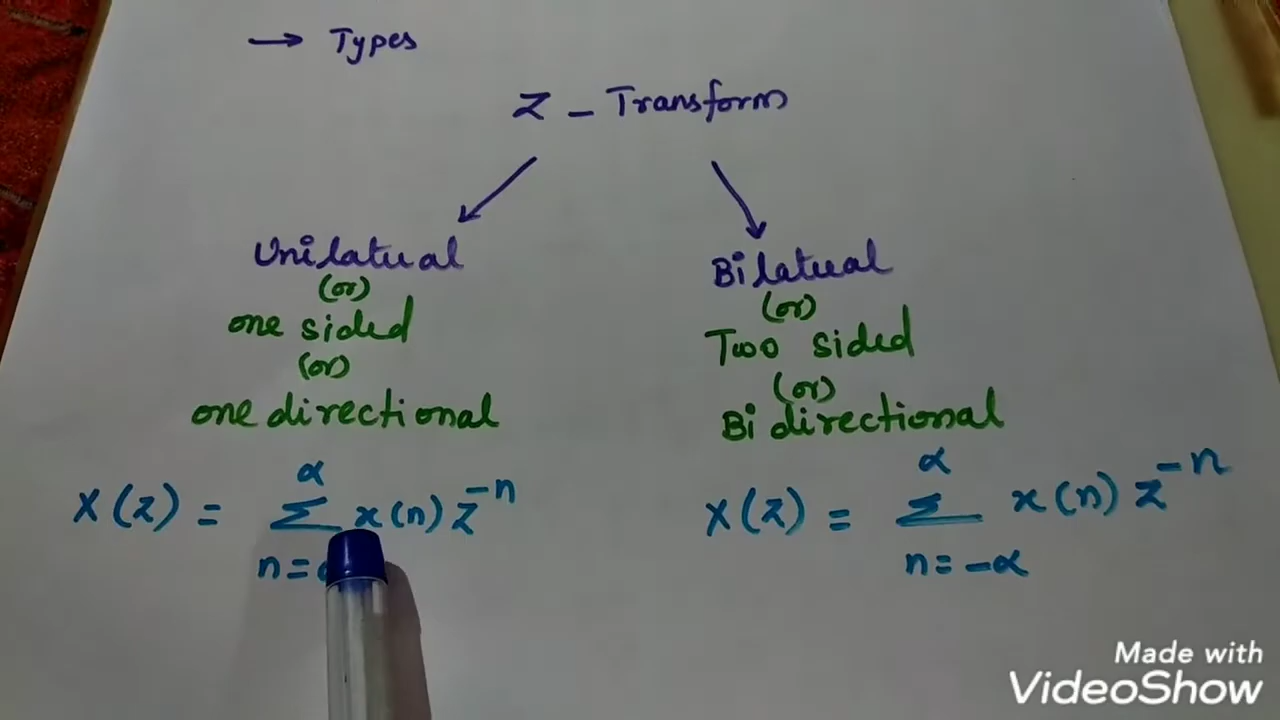 → Types
Z - Transform
Unilatual
(or)
one sided
(or)
one directional
X(z) = Σ x(n) z⁻ⁿ
α
n=
Bilatual
(or)
Two sided
(or)
Bi directional
X(z) = Σ x(n) z⁻ⁿ
α
n= -α
Made with
VideoShow